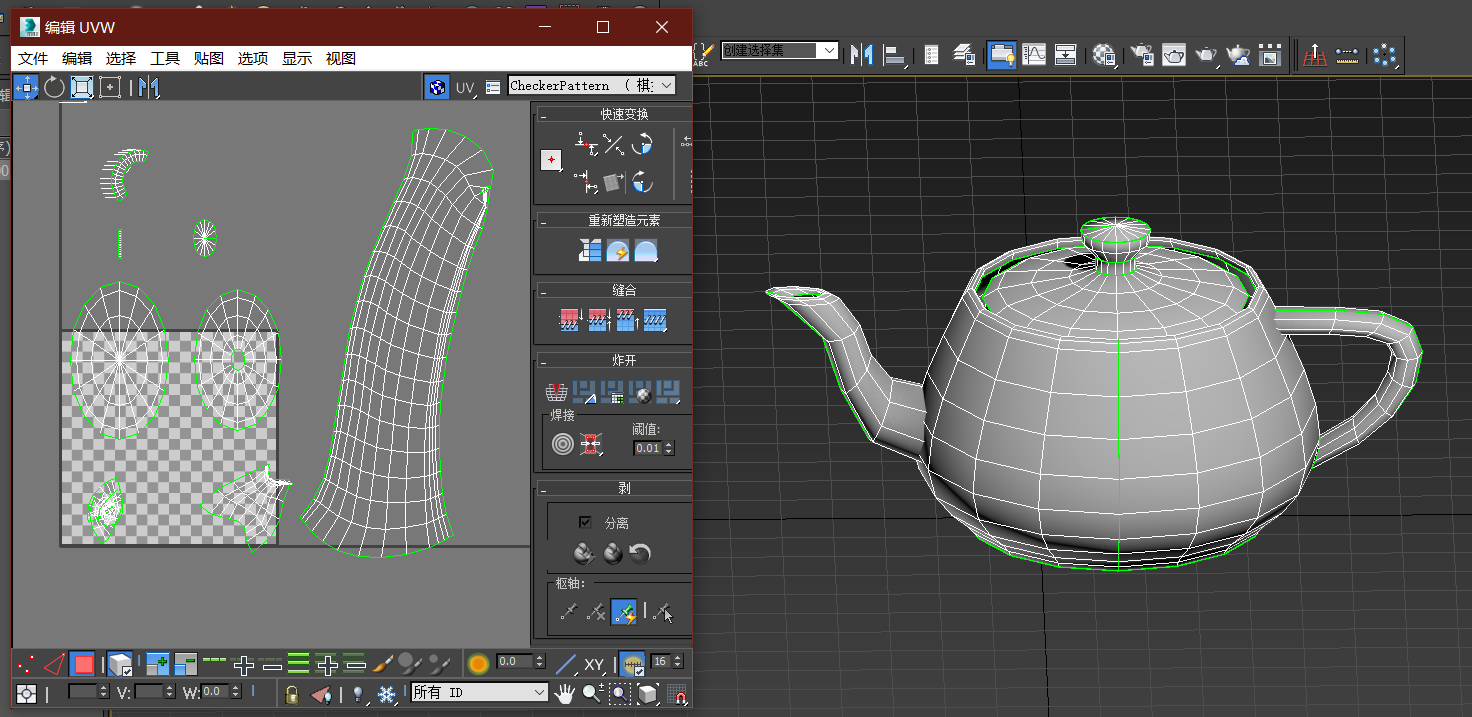 编辑 UVW
文件 编辑 选择 工具 贴图 选项 显示 视图
ABC
创建选择集
UV
CheckerPattern ( 棋
快速变换
重新塑造元素
缝合
炸开
焊接
阈值:
0.01
剥
分离
枢轴:
0.0
XY
16
V:
W:
0.0
所有 ID